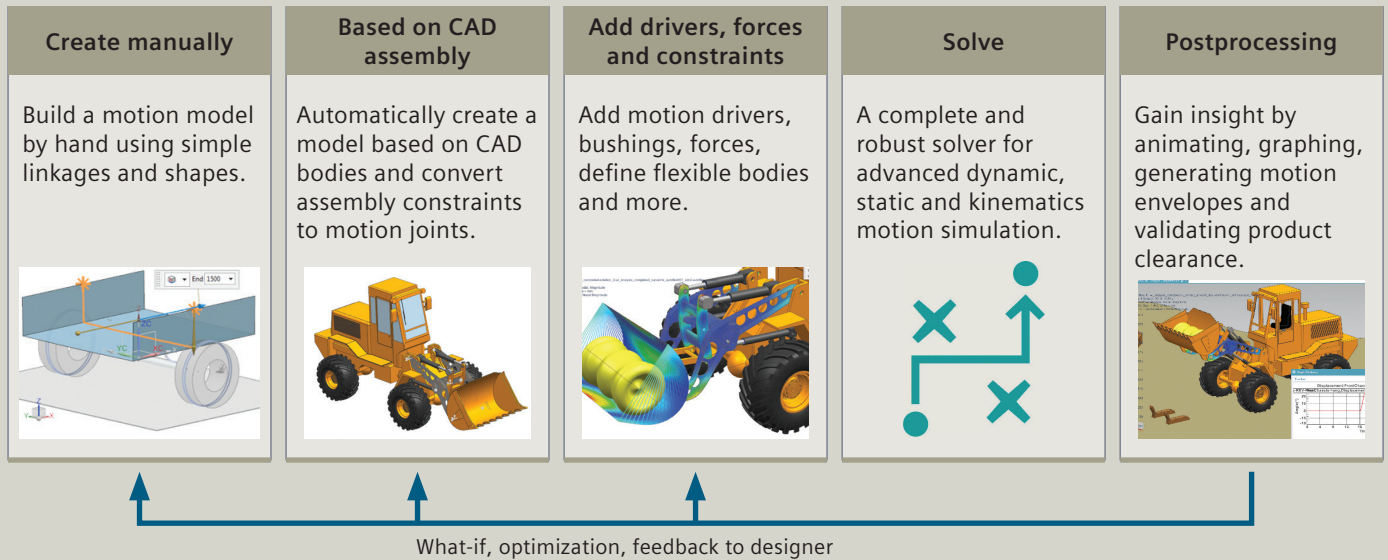 Create manually
Build a motion model
by hand using simple
linkages and shapes.
End 1500
ZC
YC
Z
Y
Based on CAD
assembly
Automatically create a
model based on CAD
bodies and convert
assembly constraints
to motion joints.
Add drivers, forces
and constraints
Add motion drivers,
bushings, forces,
define flexible bodies
and more.
Solve
A complete and
robust solver for
advanced dynamic,
static and kinematics
motion simulation.
Postprocessing
Gain insight by
animating, graphing,
generating motion
envelopes and
validating product
clearance.
What-if, optimization, feedback to designer